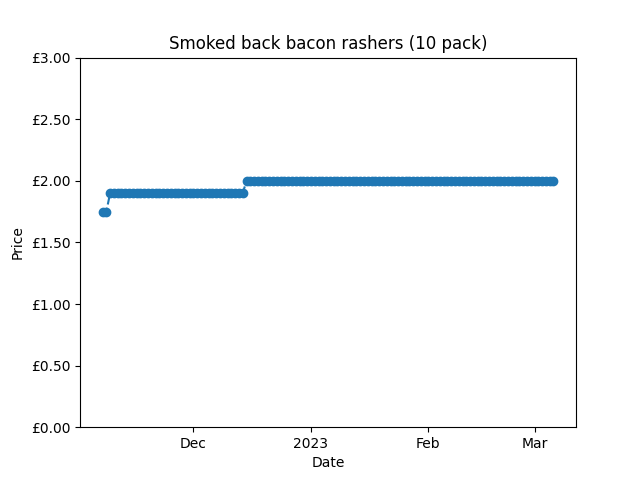 Smoked back bacon rashers (10 pack)
£3.00
£2.50
£2.00
£1.50
£1.00
£0.50
£0.00
Price
Dec
2023
Feb
Mar
Date